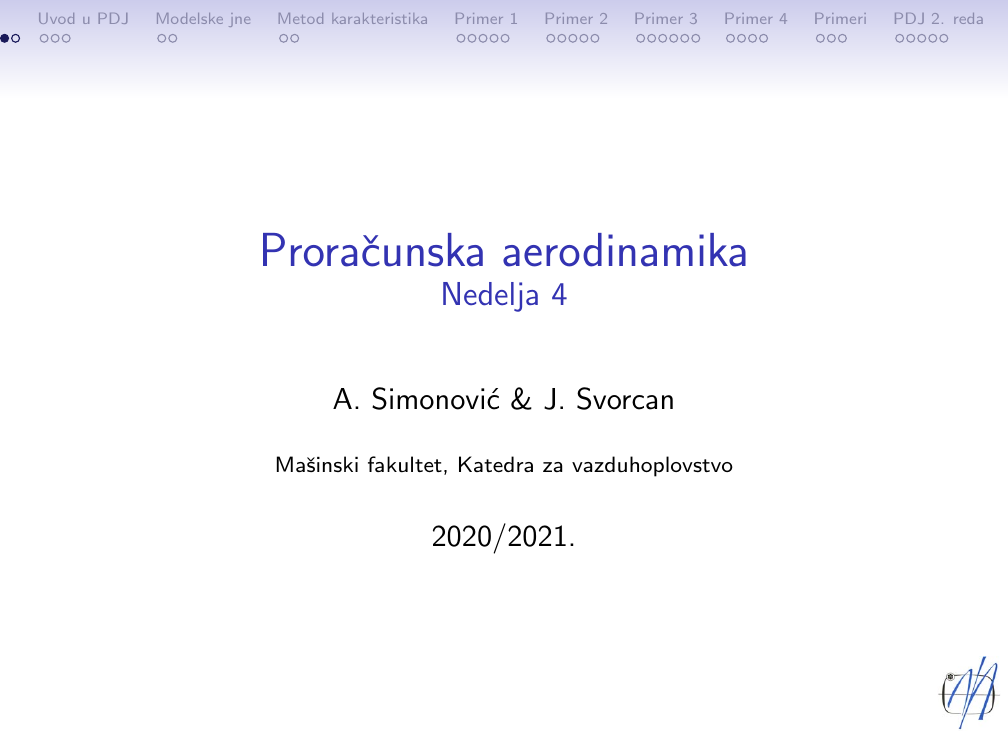 Uvod u PDJ Modelske jne Metod karakteristika Primer 1 Primer 2 Primer 3 Primer 4 Primeri PDJ 2. reda
Proračunska aerodinamika
Nedelja 4
A. Simonović & J. Svorcan
Mašinski fakultet, Katedra za vazduhoplovstvo
2020/2021.